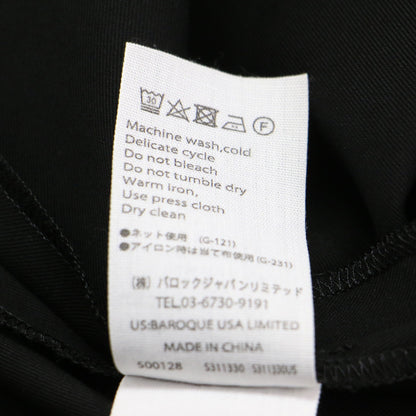 30 F
Machine wash,cold
Delicate cycle
Do not bleach
Do not tumble dry
Warm iron,
Use press cloth
Dry clean
●ネット使用 (G-121)
●アイロン時は当て布使用 (G-231)
(株) バロックジャパンリミテッド
TEL.03-6730-9191
US:BAROQUE USA LIMITED
MADE IN CHINA
S00128 S311330 S311330US